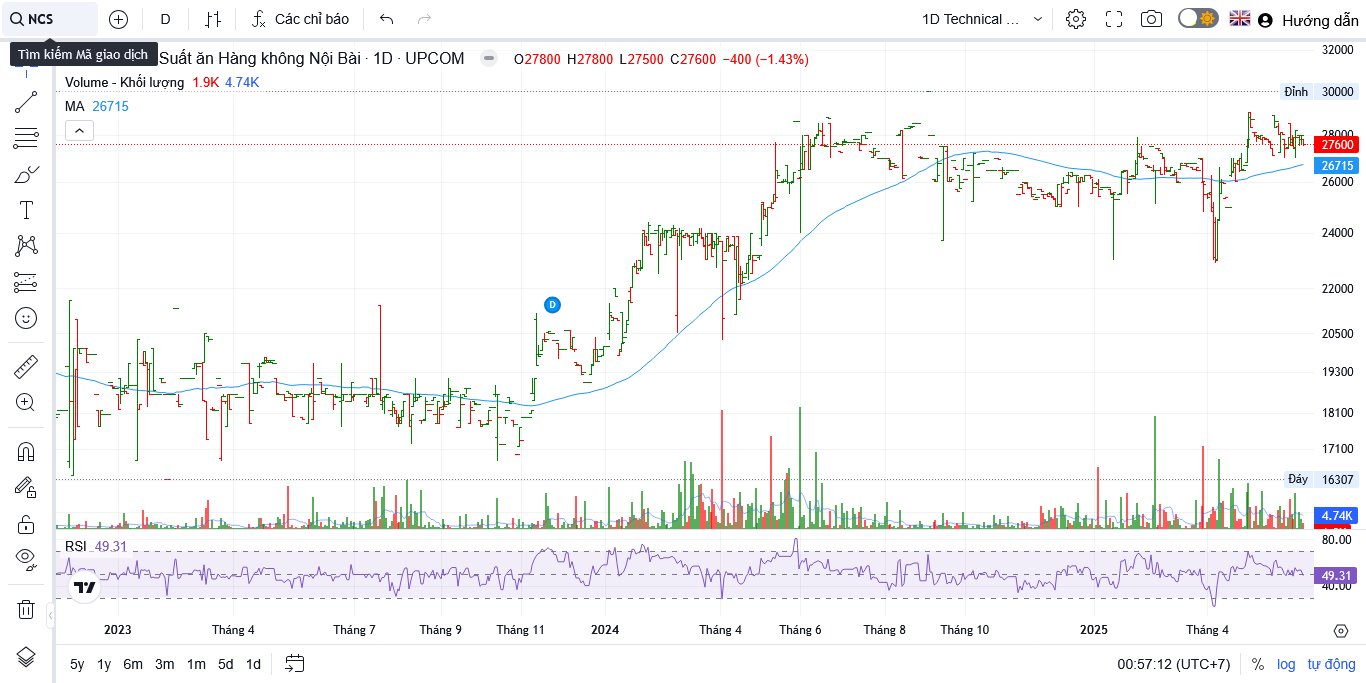 NCS
D
Các chỉ báo
1D Technical ...
Hướng dẫn
Tìm kiếm Mã giao dịch
Suất ăn Hàng không Nội Bài · 1D · UPCOM
O27800 H27800 L27500 C27600 −400 (−1.43%)
Volume - Khối lượng 1.9K 4.74K
MA 26715
32000
Đỉnh 30000
28000
27600
26715
26000
24000
22000
20500
19300
18100
17100
Đáy 16307
4.74K
D
RSI 49.31
80.00
49.31
40.00
2023 Tháng 4 Tháng 7 Tháng 9 Tháng 11 2024 Tháng 4 Tháng 6 Tháng 8 Tháng 10 2025 Tháng 4
5y 1y 6m 3m 1m 5d 1d
00:57:12 (UTC+7) % log tự động